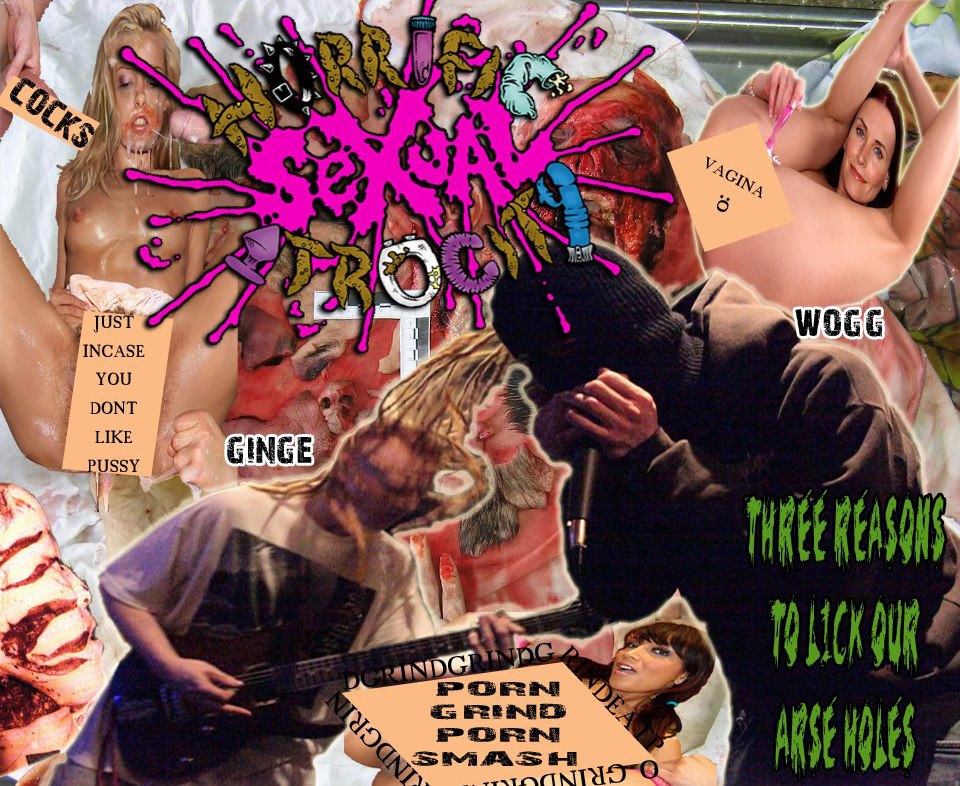 COCKS
HORRIFIC
SEXUAL
ATROCITY
VAGINA
Ö
WOGG
JUST
INCASE
YOU
DONT
LIKE
PUSSY
GINGE
THREE REASONS
TO LICK OUR
ARSE HOLES
PORN
GRIND
PORN
SMASH